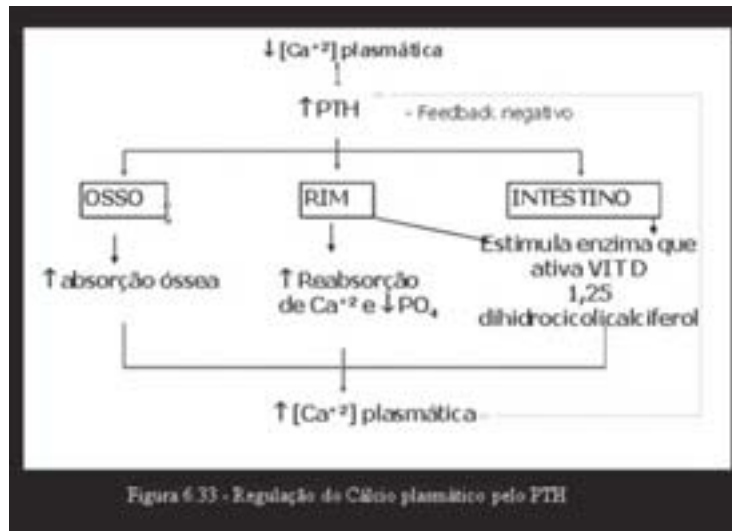 ↓[Ca⁺²] plasmática
↑PTH
- Feedback negativo
OSSO
RIM
INTESTINO
↑absorção óssea
↑ Reabsorção
de Ca⁺² e ↓PO₄
Estimula enzima que
ativa VIT D
1,25
dihidrocicolicalciferol
↑ [Ca⁺²] plasmática
Figura 6.33 - Regulação do Cálcio plasmático pelo PTH